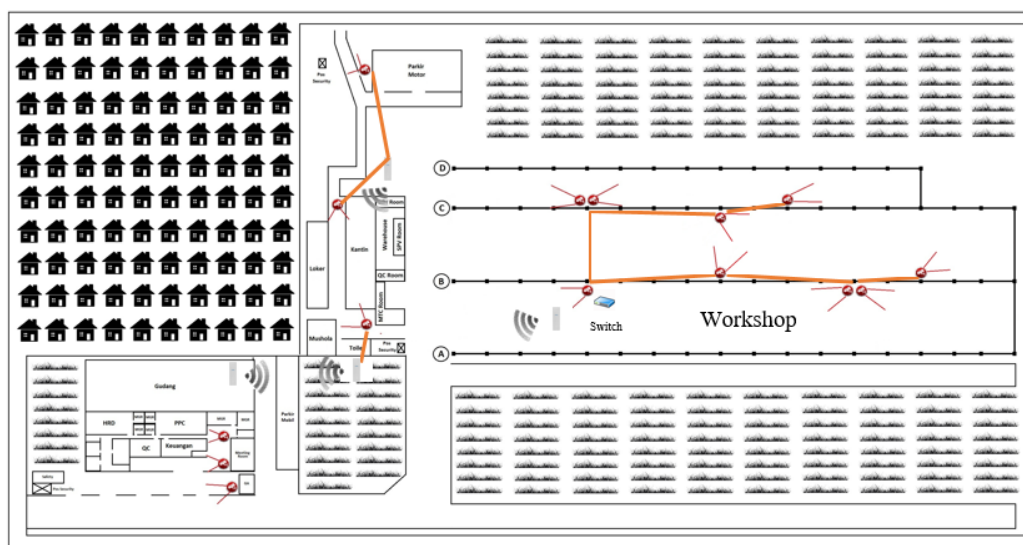 Parkir
Motor
Pos
Security
D
C
Room
Warehouse
SPV Room
Kantin
Loker
QC Room
B
MTC Room
Switch
Workshop
Mushola
Toilet
Pos
Security
A
Gudang
HRD
PPC
QC
Keuangan
Parkir
Mobil
Meeting
Room
Safety
Pos Security